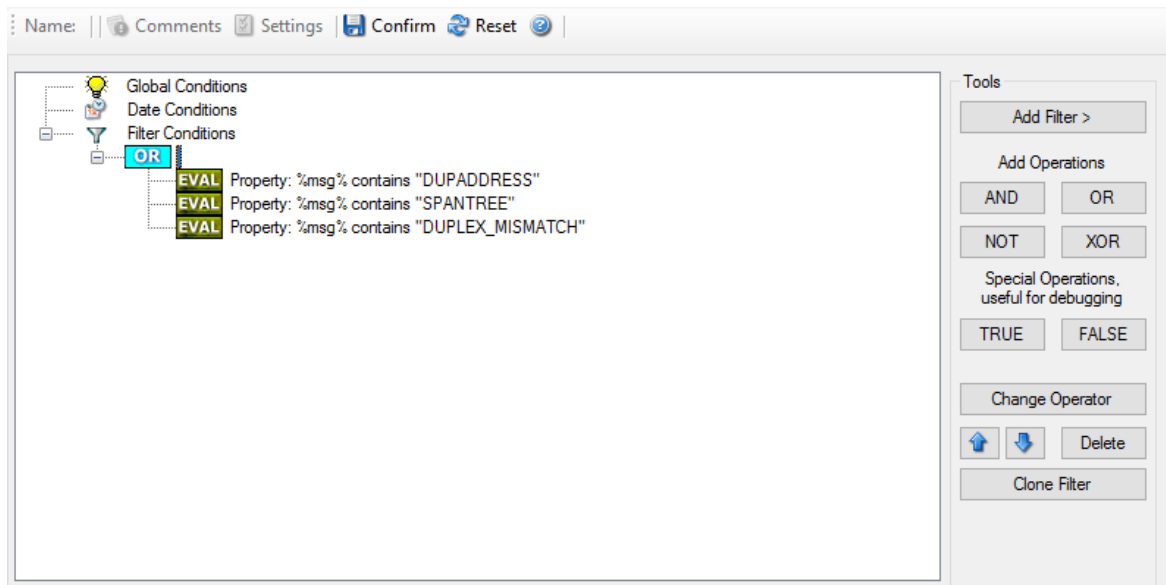 Name: Comments Settings Confirm Reset
Global Conditions
Date Conditions
Filter Conditions
OR
EVAL Property: %msg% contains "DUPADDRESS"
EVAL Property: %msg% contains "SPANTREE"
EVAL Property: %msg% contains "DUPLEX_MISMATCH"
Tools
Add Filter >
Add Operations
AND OR
NOT XOR
Special Operations,
useful for debugging
TRUE FALSE
Change Operator
Delete
Clone Filter